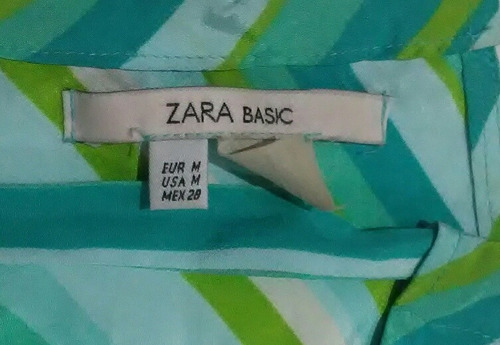 ZARA BASIC
EUR M
USA M
MEX 28